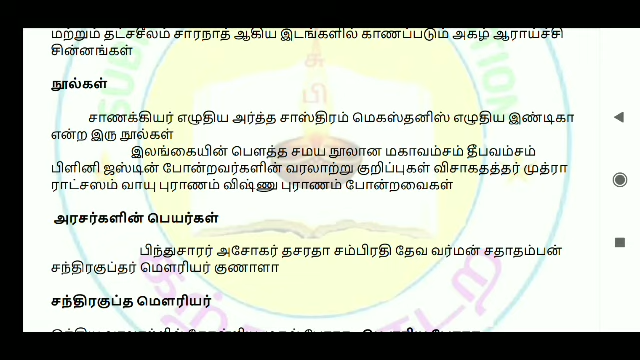 மற்றும் தட்சசீலம் சாரநாத் ஆகிய இடங்களில் காணப்படும் அகழ் ஆராய்ச்சி
சின்னங்கள்
நூல்கள்
சாணக்கியர் எழுதிய அர்த்த சாஸ்திரம் மெகஸ்தனிஸ் எழுதிய இண்டிகா
என்ற இரு நூல்கள்
இலங்கையின் பௌத்த சமய நூலான மகாவம்சம் தீபவம்சம்
பிளினி ஜஸ்டின் போன்றவர்களின் வரலாற்று குறிப்புகள் விசாகதத்தர் முத்ரா
ராட்சஸம் வாயு புராணம் விஷ்ணு புராணம் போன்றவைகள்
அரசர்களின் பெயர்கள்
பிந்துசாரர் அசோகர் தசரதா சம்பிரதி தேவ வர்மன் சதாதம்பன்
சந்திரகுப்தர் மௌரியர் குணாளா
சந்திரகுப்த மௌரியர்